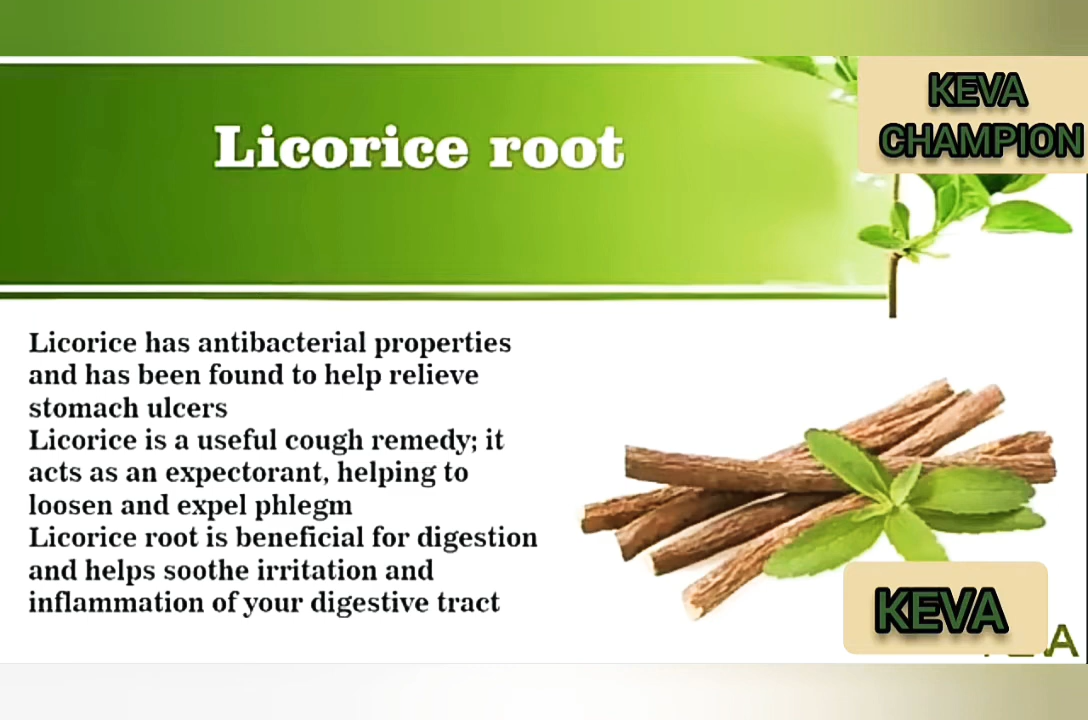 KEVA
CHAMPION
Licorice root
Licorice has antibacterial properties
and has been found to help relieve
stomach ulcers
Licorice is a useful cough remedy; it
acts as an expectorant, helping to
loosen and expel phlegm
Licorice root is beneficial for digestion
and helps soothe irritation and
inflammation of your digestive tract
KEVA